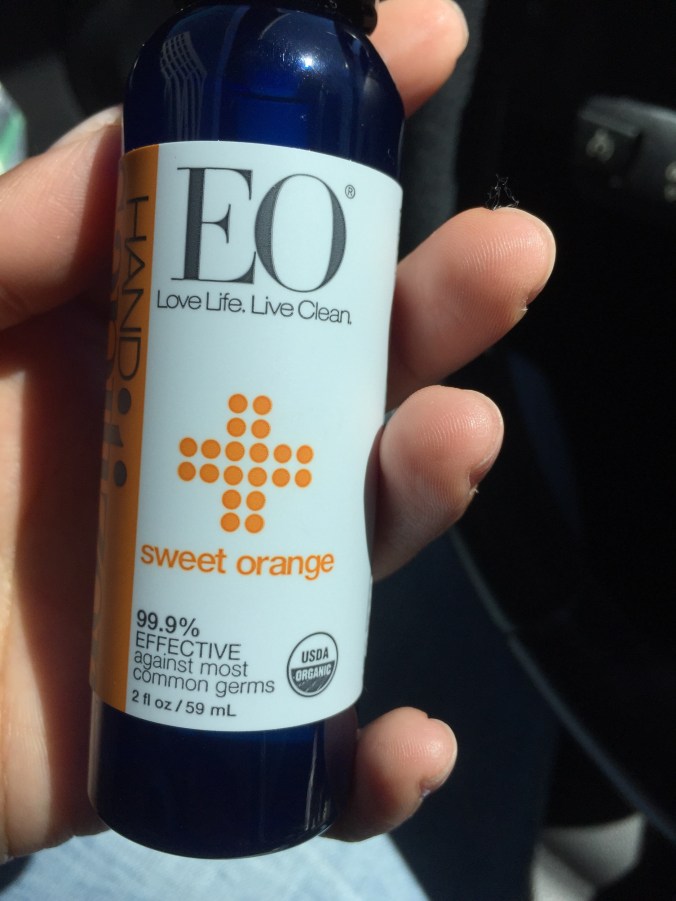 EO®
Love Life. Live Clean.
sweet orange
99.9%
EFFECTIVE
against most
common germs
2 fl oz / 59 mL
USDA
ORGANIC
HAND